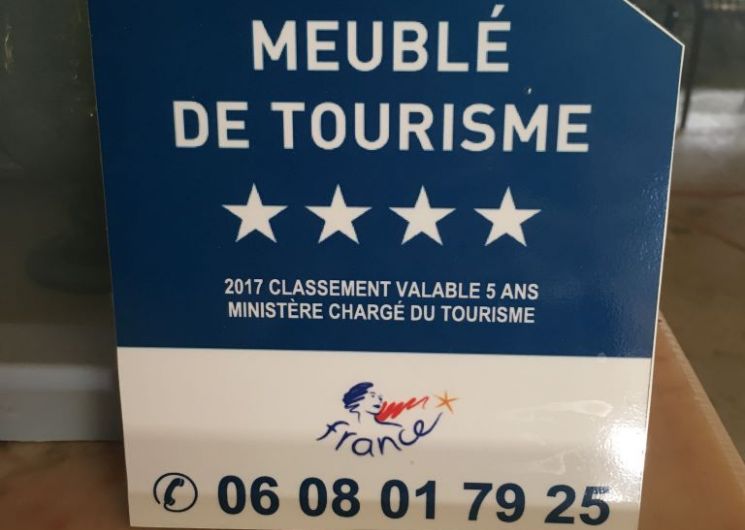 MEUBLÉ
DE TOURISME
2017 CLASSEMENT VALABLE 5 ANS
MINISTÈRE CHARGÉ DU TOURISME
france
06 08 01 79 25